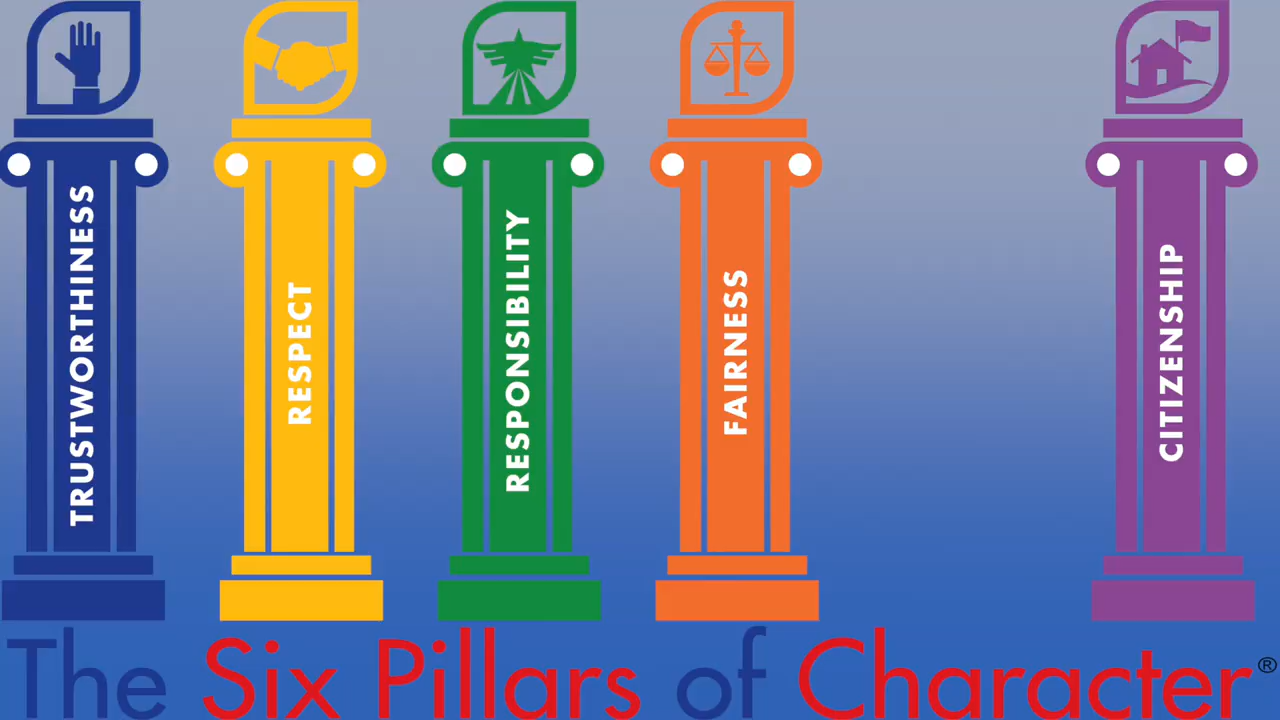 TRUSTWORTHINESS
RESPECT
RESPONSIBILITY
FAIRNESS
CITIZENSHIP
The Six Pillars of Character®